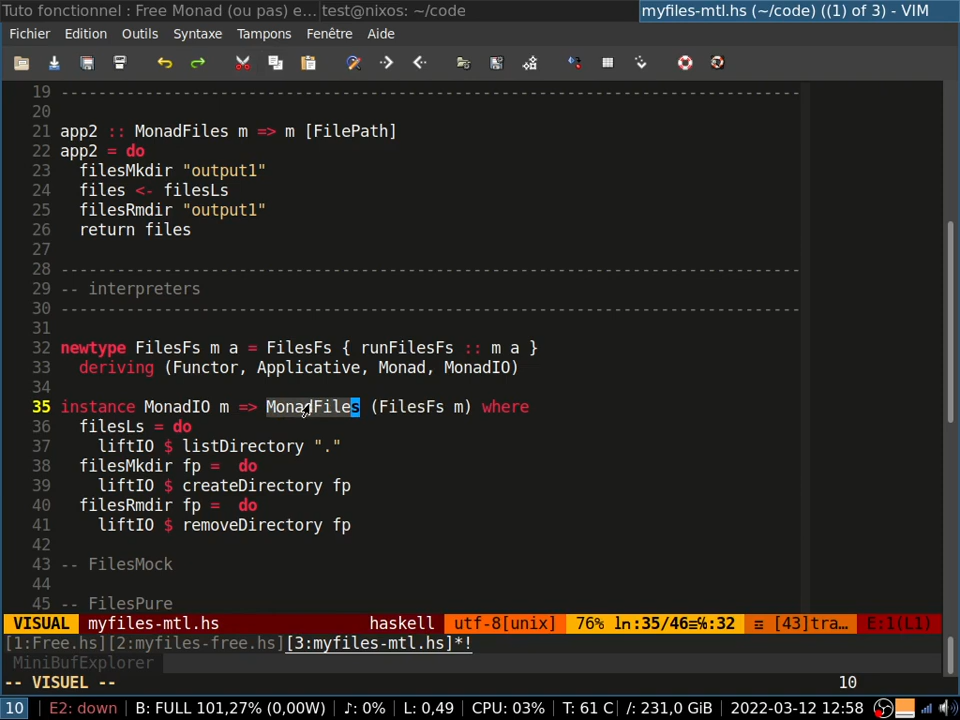 Tuto fonctionnel : Free Monad (ou pas) e... test@nixos: ~/code myfiles-mtl.hs (~/code) ((1) of 3) - VIM
Fichier Edition Outils Syntaxe Tampons Fenêtre Aide
19 -------------------------------------------------------------------------------
20
21 app2 :: MonadFiles m => m [FilePath]
22 app2 = do
23   filesMkdir "output1"
24   files <- filesLs
25   filesRmdir "output1"
26   return files
27
28 -------------------------------------------------------------------------------
29 -- interpreters
30 -------------------------------------------------------------------------------
31
32 newtype FilesFs m a = FilesFs { runFilesFs :: m a }
33   deriving (Functor, Applicative, Monad, MonadIO)
34
35 instance MonadIO m => MonadFiles (FilesFs m) where
36   filesLs = do
37     liftIO $ listDirectory "."
38   filesMkdir fp =  do
39     liftIO $ createDirectory fp
40   filesRmdir fp =  do
41     liftIO $ removeDirectory fp
42
43 -- FilesMock
44
45 -- FilesPure
VISUAL myfiles-mtl.hs haskell utf-8[unix] 76% ln:35/46≡℅:32 ≡ [43]tra… E:1(L1)
[1:Free.hs][2:myfiles-free.hs][3:myfiles-mtl.hs]*!
MiniBufExplorer
-- VISUEL -- 10
10 E2: down B: FULL 101,27% (0,00W) ♪: 0% L: 0,49 CPU: 03% T: 61 C /: 231,0 GiB 2022-03-12 12:58